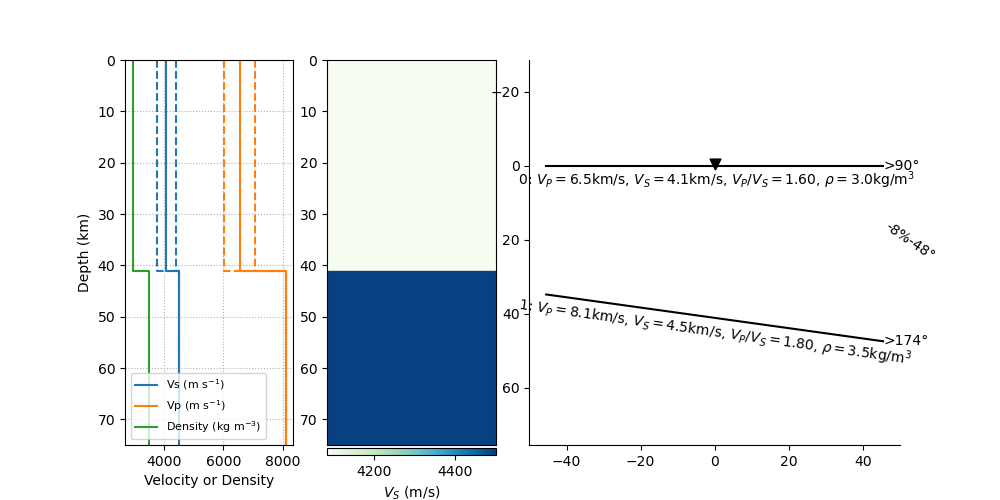 0
10
20
30
40
50
60
70
Depth (km)
Vs (m s⁻¹)
Vp (m s⁻¹)
Density (kg m⁻³)
4000 6000 8000
Velocity or Density
0
10
20
30
40
50
60
70
4200 4400
V_S (m/s)
−20
0
20
40
60
>90°
0: V_P = 6.5km/s, V_S = 4.1km/s, V_P/V_S = 1.60, ρ = 3.0kg/m³
-8%-48°
1: V_P = 8.1km/s, V_S = 4.5km/s, V_P/V_S = 1.80, ρ = 3.5kg/m³
>174°
−40 −20 0 20 40